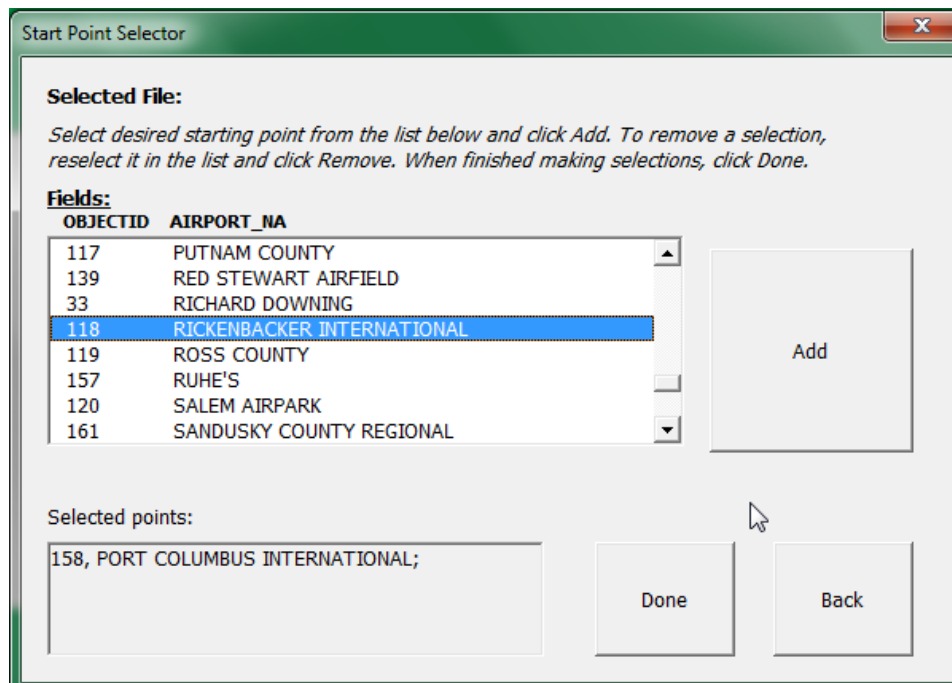 Start Point Selector
Selected File:
Select desired starting point from the list below and click Add. To remove a selection,
reselect it in the list and click Remove. When finished making selections, click Done.
Fields:
OBJECTID AIRPORT_NA
117 PUTNAM COUNTY
139 RED STEWART AIRFIELD
33 RICHARD DOWNING
118 RICKENBACKER INTERNATIONAL
119 ROSS COUNTY
157 RUHE'S
120 SALEM AIRPARK
161 SANDUSKY COUNTY REGIONAL
Add
Selected points:
158, PORT COLUMBUS INTERNATIONAL;
Done
Back